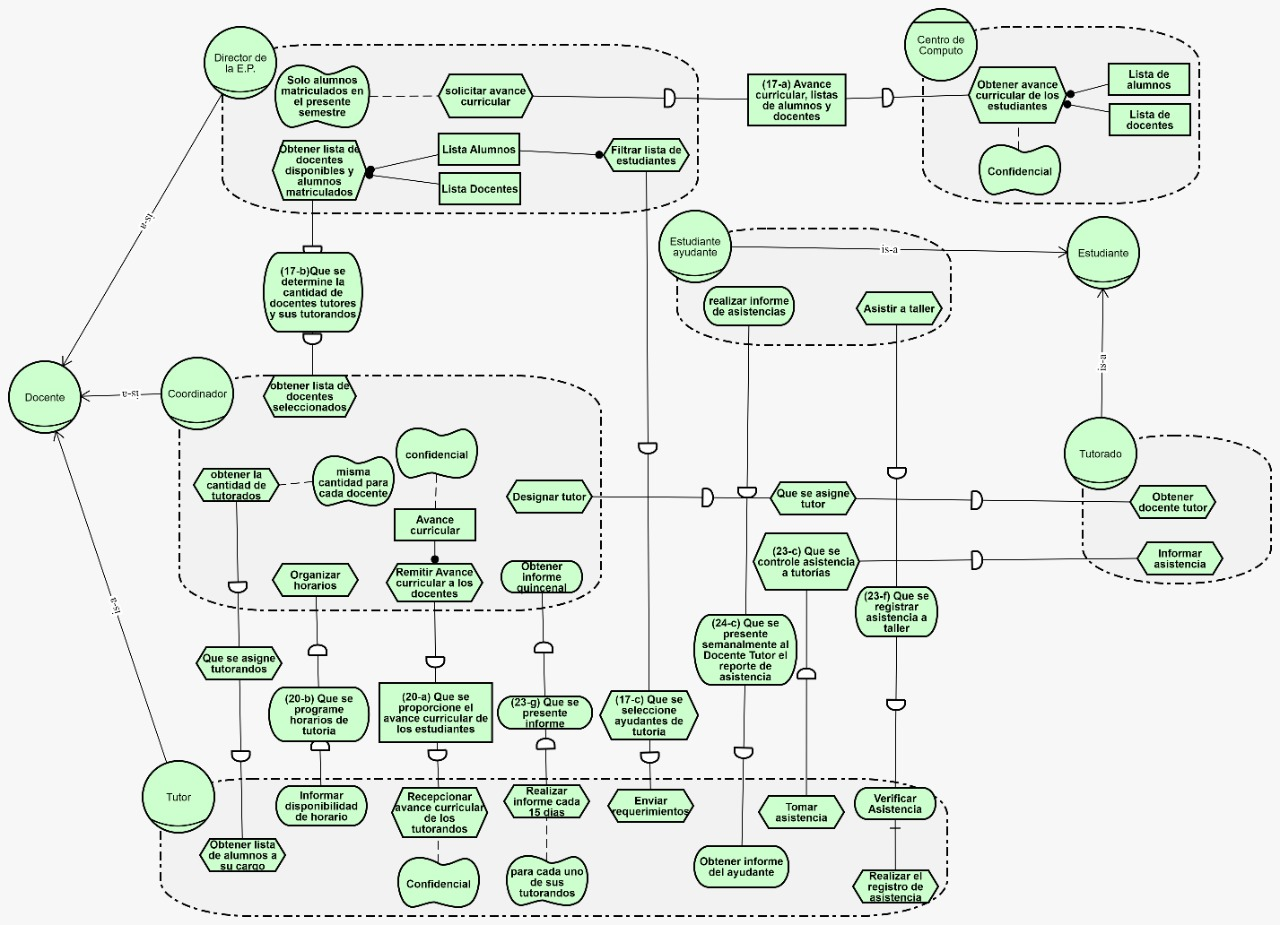 Director de
la E.P.
Solo alumnos
matriculados en
el presente
semestre
solicitar avance
curricular
Obtener lista de
docentes
disponibles y
alumnos
matriculados
Lista Alumnos
Lista Docentes
Filtrar lista de
estudiantes
(17-a) Avance
curricular, listas
de alumnos y
docentes
Centro de
Computo
Obtener avance
curricular de los
estudiantes
Lista de
alumnos
Lista de
docentes
Confidencial
is-a
(17-b)Que se
determine la
cantidad de
docentes tutores
y sus tutorandos
Estudiante
ayudante
is-a
Estudiante
realizar informe
de asistencias
Asistir a taller
is-a
Docente
is-a
Coordinador
obtener lista de
docentes
seleccionados
obtener la
cantidad de
tutorados
misma
cantidad para
cada docente
confidencial
Avance
curricular
Designar tutor
Organizar
horarios
Remitir Avance
curricular a los
docentes
Obtener
informe
quincenal
Que se asigne
tutor
Tutorado
Obtener
docente tutor
Informar
asistencia
(23-c) Que se
controle asistencia
a tutorías
(23-f) Que se
registrar
asistencia a
taller
(24-c) Que se
presente
semanalmente al
Docente Tutor el
reporte de
asistencia
is-a
Que se asigne
tutorandos
(20-b) Que se
programe
horarios de
tutoria
(20-a) Que se
proporcione el
avance curricular de
los estudiantes
(23-g) Que se
presente
informe
(17-c) Que se
seleccione
ayudantes de
tutoria
Tutor
Obtener lista
de alumnos a
su cargo
Informar
disponibilidad
de horario
Recepcionar
avance curricular
de los
tutorandos
Confidencial
Realizar
informe cada
15 dias
para cada uno
de sus
tutorandos
Enviar
requerimientos
Obtener informe
del ayudante
Tomar
asistencia
Verificar
Asistencia
Realizar el
registro de
asistencia